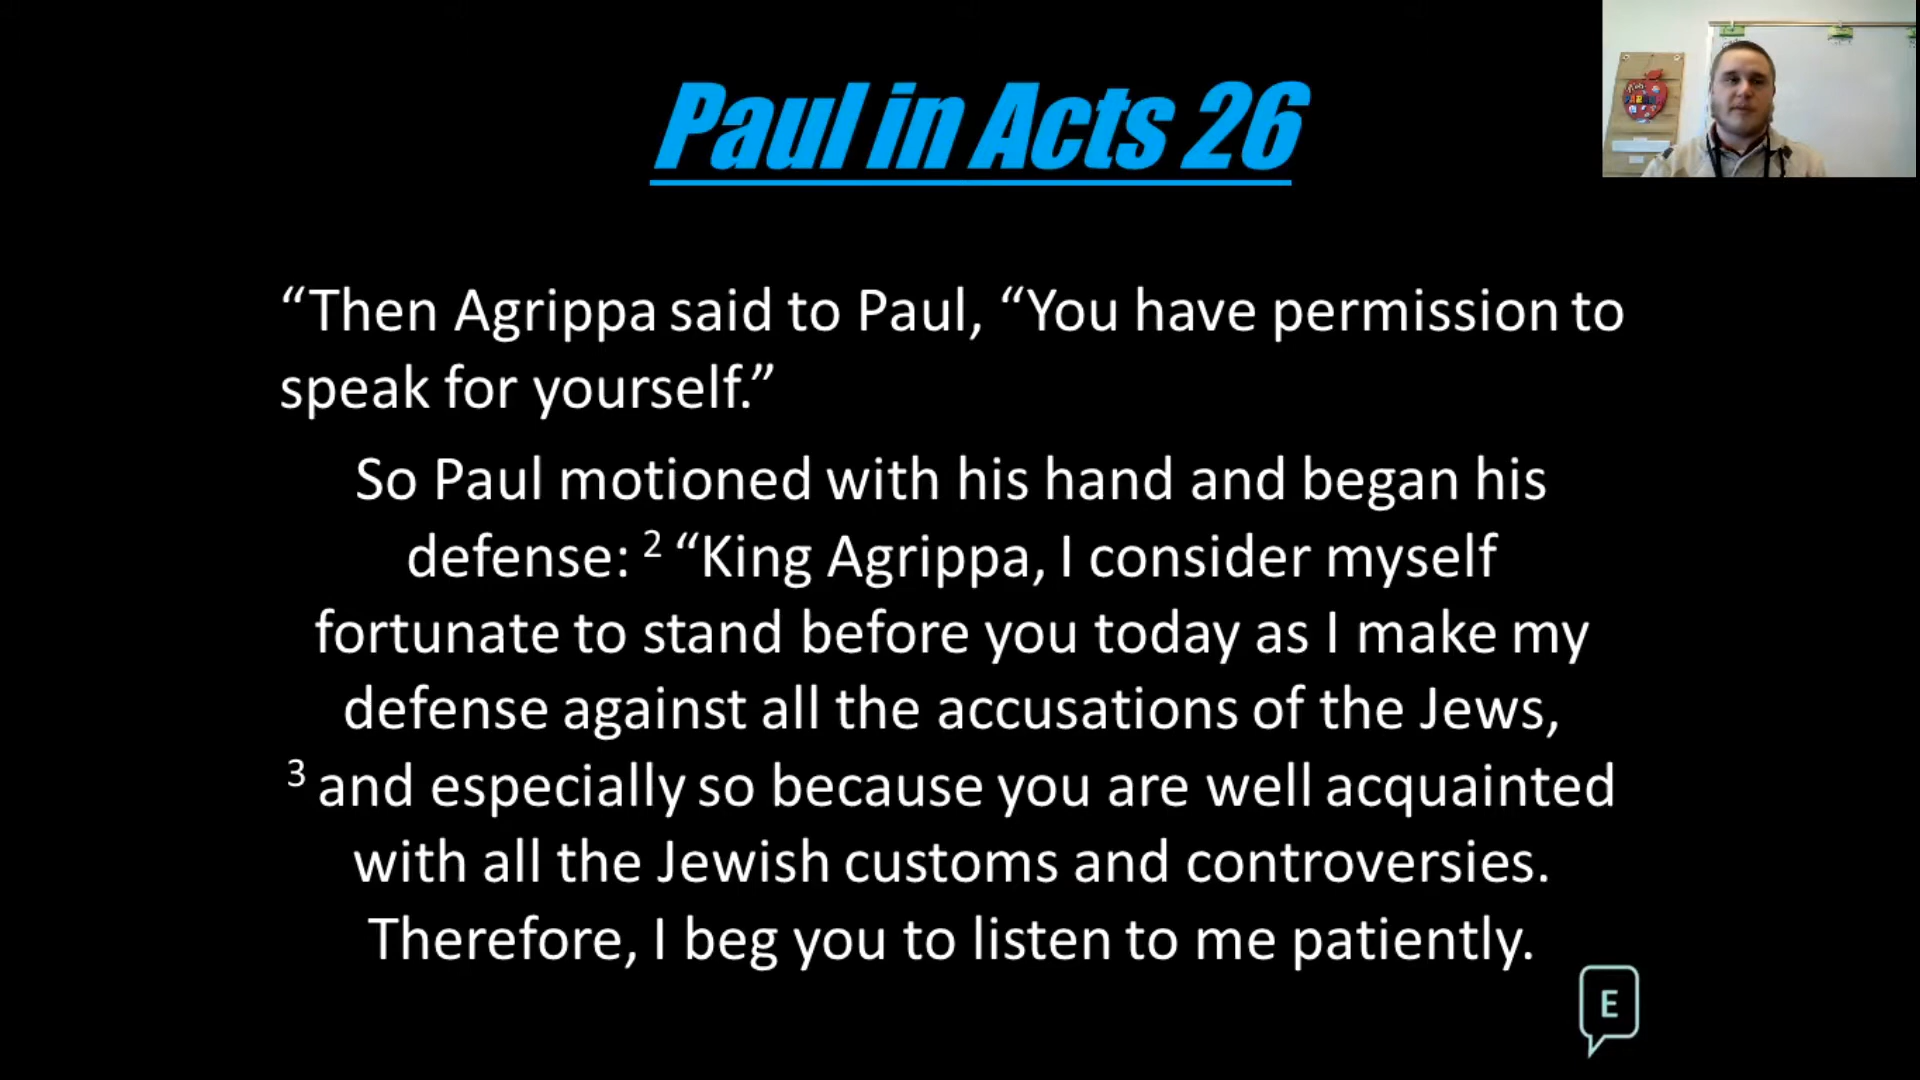 Paul in Acts 26
“Then Agrippa said to Paul, “You have permission to
speak for yourself.”
So Paul motioned with his hand and began his
defense: ² “King Agrippa, I consider myself
fortunate to stand before you today as I make my
defense against all the accusations of the Jews,
³ and especially so because you are well acquainted
with all the Jewish customs and controversies.
Therefore, I beg you to listen to me patiently.
E